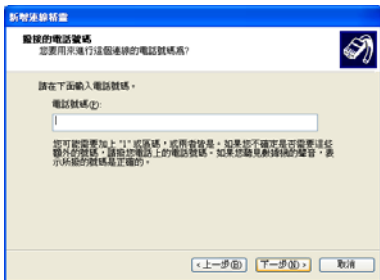 新增連線精靈
撥接的電話號碼
您要用來進行這個連線的電話號碼為?
請在下面輸入電話號碼。
電話號碼(P):
您可能需要加上 "1" 或區碼，或兩者皆是。如果您不確定是否需要這些
額外的號碼，請撥您電話上的電話號碼。如果您聽見數據機的聲音，表
示所撥的號碼是正確的。
<上一步(B)
下一步(N)>
取消